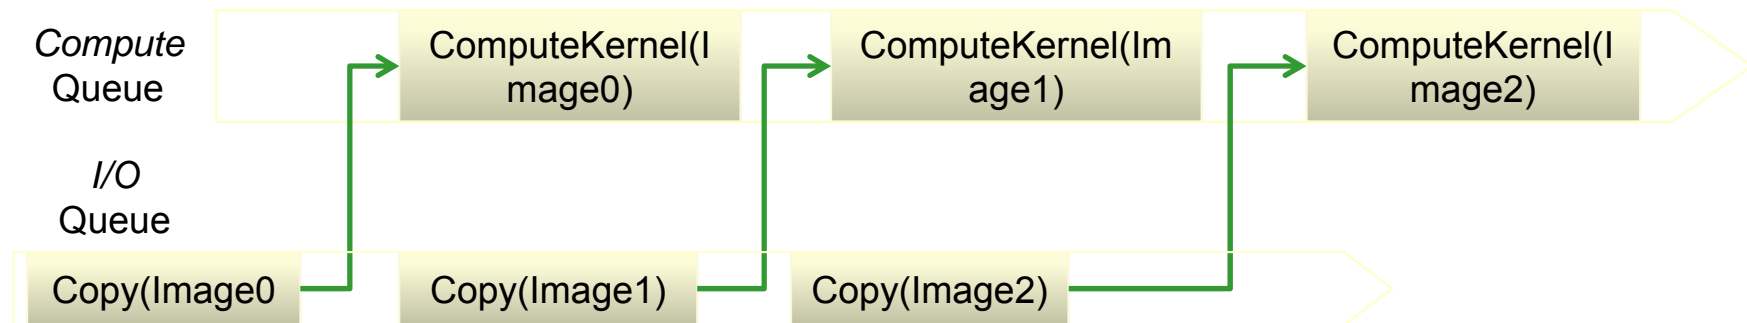 Compute
Queue
ComputeKernel(I
mage0)
ComputeKernel(Im
age1)
ComputeKernel(I
mage2)
I/O
Queue
Copy(Image0
Copy(Image1)
Copy(Image2)